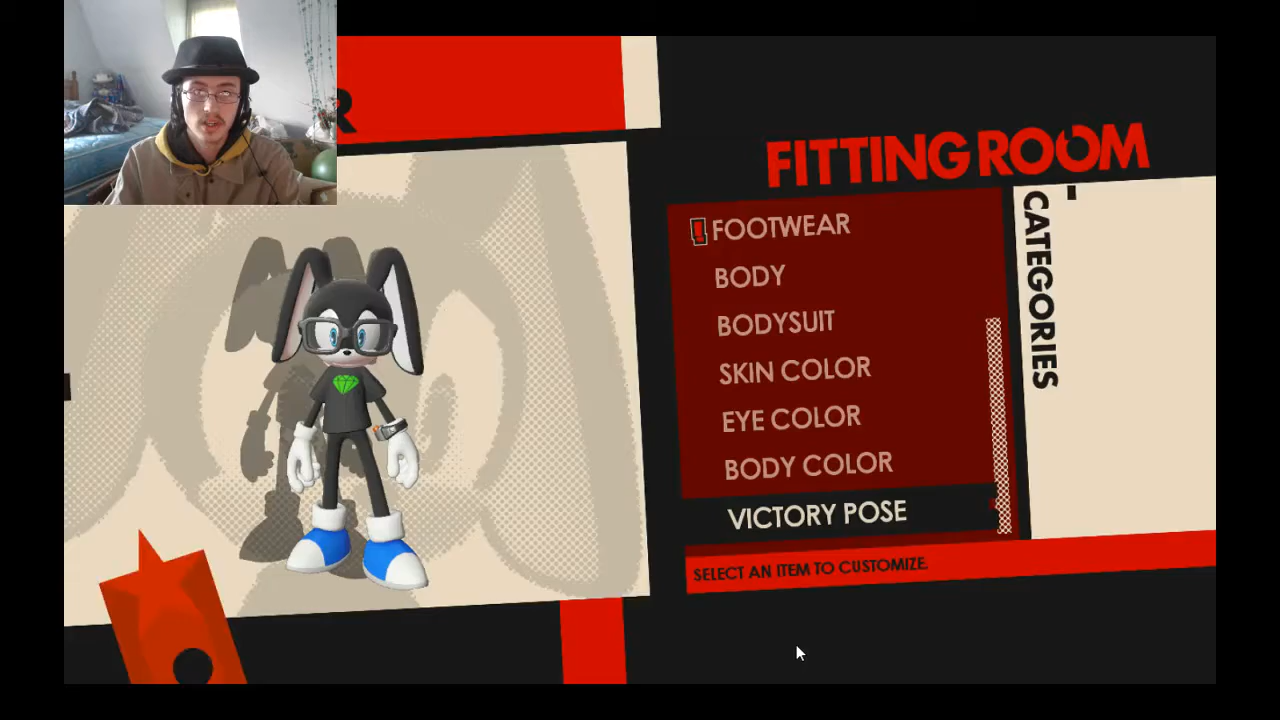 R
FITTING ROOM
FOOTWEAR
BODY
BODYSUIT
SKIN COLOR
EYE COLOR
BODY COLOR
VICTORY POSE
CATEGORIES
SELECT AN ITEM TO CUSTOMIZE.